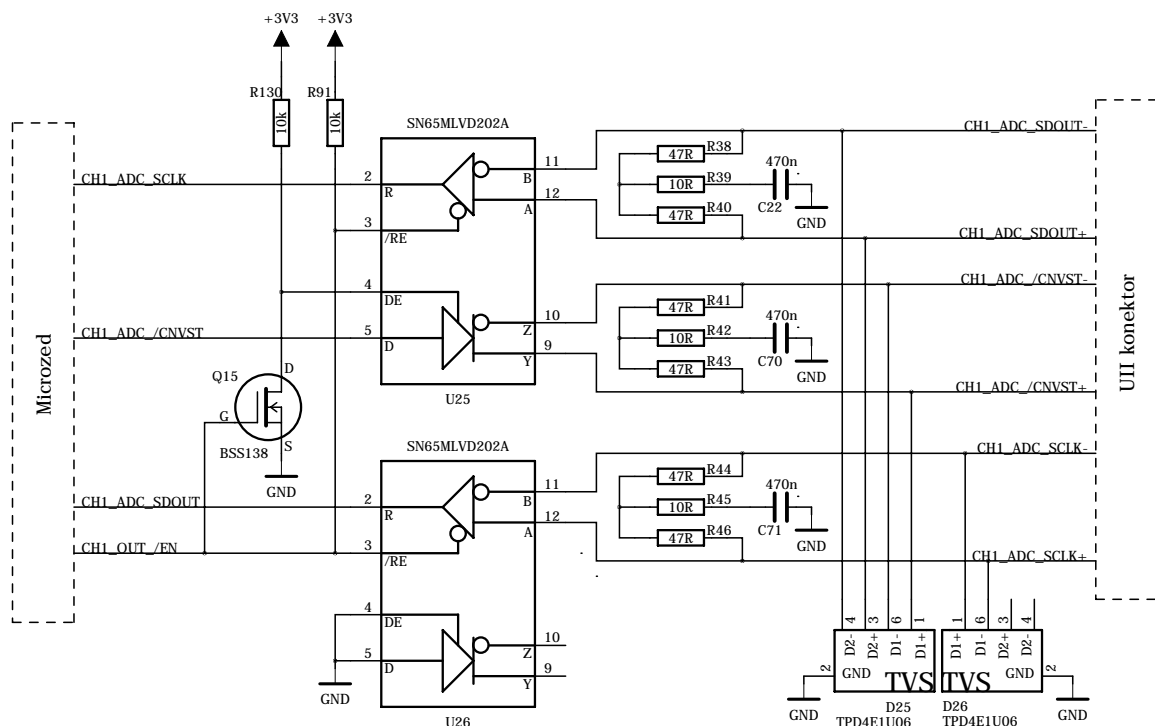 +3V3 +3V3
R130 R91
10k 10k
SN65MLVD202A
CH1_ADC_SDOUT-
11 B
R38 47R
470n
CH1_ADC_SCLK
2 R
R39 10R
12 A
C22
GND
R40 47R
3 /RE
CH1_ADC_SDOUT+
4 DE
CH1_ADC_/CNVST-
R41 47R
470n
10 Z
CH1_ADC_/CNVST
5 D
R42 10R
9 Y
C70
GND
R43 47R
Q15 D
G
S
BSS138
GND
CH1_ADC_/CNVST+
U25
Microzed
UII konektor
SN65MLVD202A
CH1_ADC_SCLK-
R44 47R
470n
11 B
CH1_ADC_SDOUT
2 R
R45 10R
12 A
C71
GND
R46 47R
CH1_OUT_/EN
3 /RE
CH1_ADC_SCLK+
4 DE
4 3 6 1 1 6 3 4
D2- D2+ D1- D1+ D1+ D1- D2+ D2-
10 Z
5 D
9 Y
2 GND GND 2
TVS TVS
GND
GND
GND
U26
D25 D26
TPD4E1U06 TPD4E1U06